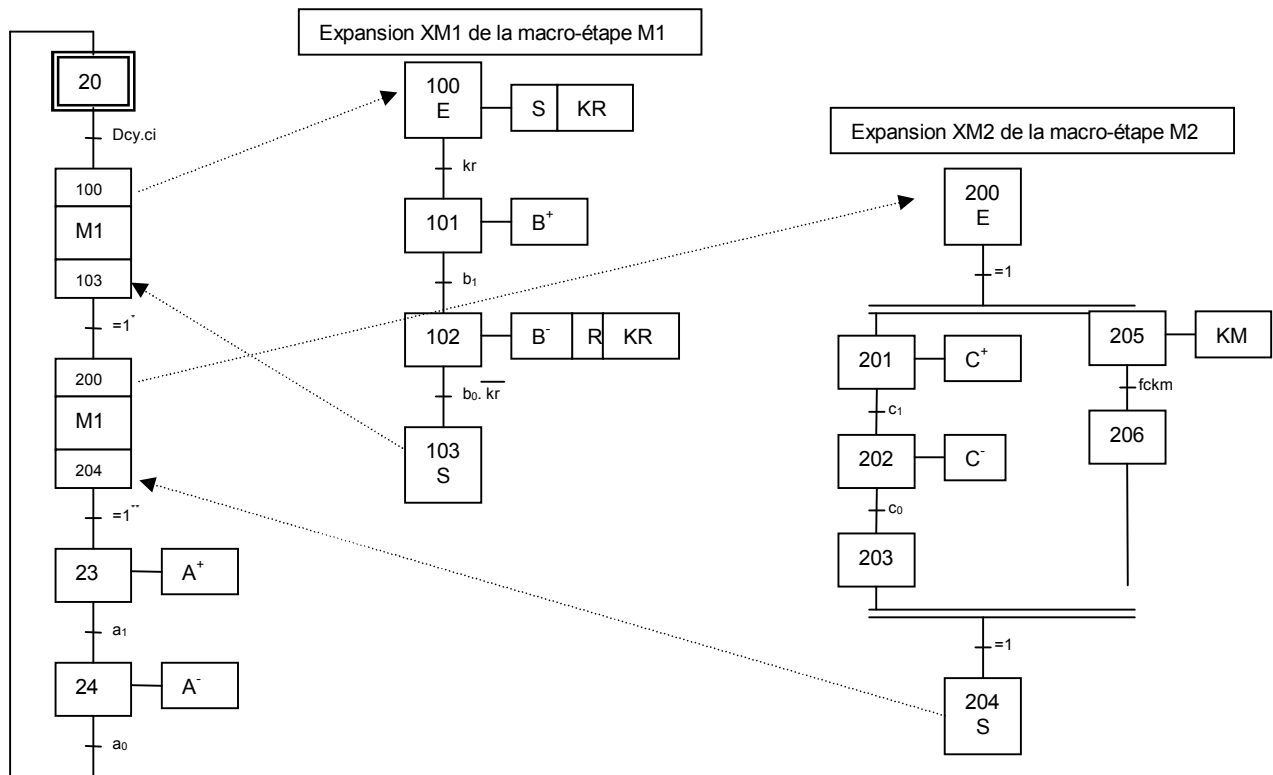 Expansion XM1 de la macro-étape M1
Expansion XM2 de la macro-étape M2
20
Dcy.ci
100
M1
103
=1*
200
M1
204
=1**
23
A+
a1
24
A-
a0
100
E
S
KR
kr
101
B+
b1
102
B-
R
KR
b0. k̅r̅
103
S
200
E
=1
201
C+
c1
202
C-
c0
203
205
KM
fckm
206
=1
204
S